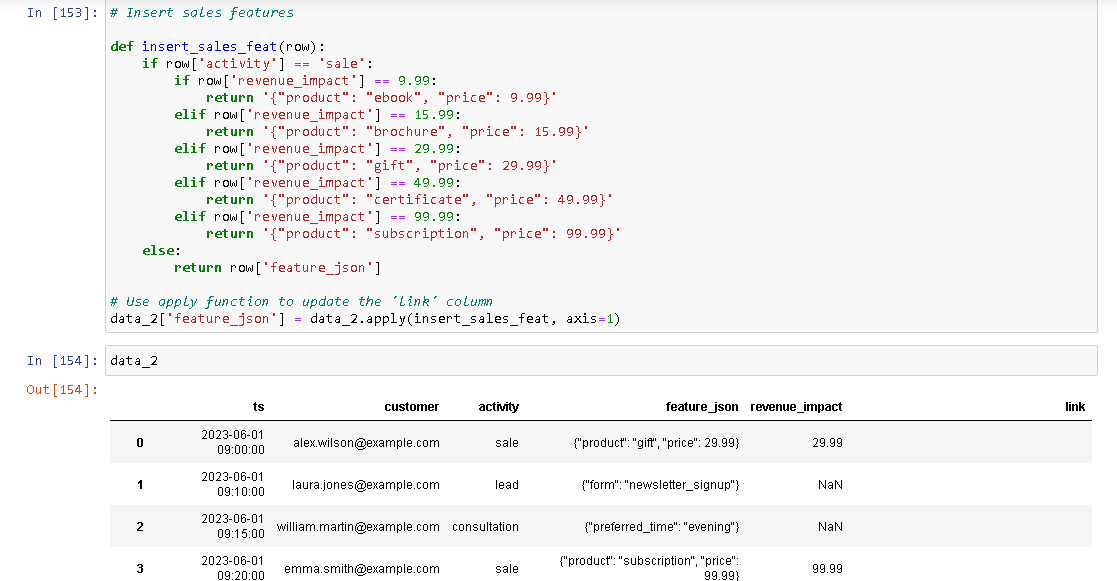 In [153]: # Insert sales features
def insert_sales_feat(row):
    if row['activity'] == 'sale':
        if row['revenue_impact'] == 9.99:
            return '{"product": "ebook", "price": 9.99}'
        elif row['revenue_impact'] == 15.99:
            return '{"product": "brochure", "price": 15.99}'
        elif row['revenue_impact'] == 29.99:
            return '{"product": "gift", "price": 29.99}'
        elif row['revenue_impact'] == 49.99:
            return '{"product": "certificate", "price": 49.99}'
        elif row['revenue_impact'] == 99.99:
            return '{"product": "subscription", "price": 99.99}'
    else:
        return row['feature_json']
# Use apply function to update the 'link' column
data_2['feature_json'] = data_2.apply(insert_sales_feat, axis=1)
In [154]: data_2
Out[154]:
ts customer activity feature_json revenue_impact link
0 2023-06-01 09:00:00 alex.wilson@example.com sale {"product": "gift", "price": 29.99} 29.99
1 2023-06-01 09:10:00 laura.jones@example.com lead {"form": "newsletter_signup"} NaN
2 2023-06-01 09:15:00 william.martin@example.com consultation {"preferred_time": "evening"} NaN
3 2023-06-01 09:20:00 emma.smith@example.com sale {"product": "subscription", "price": 99.99} 99.99